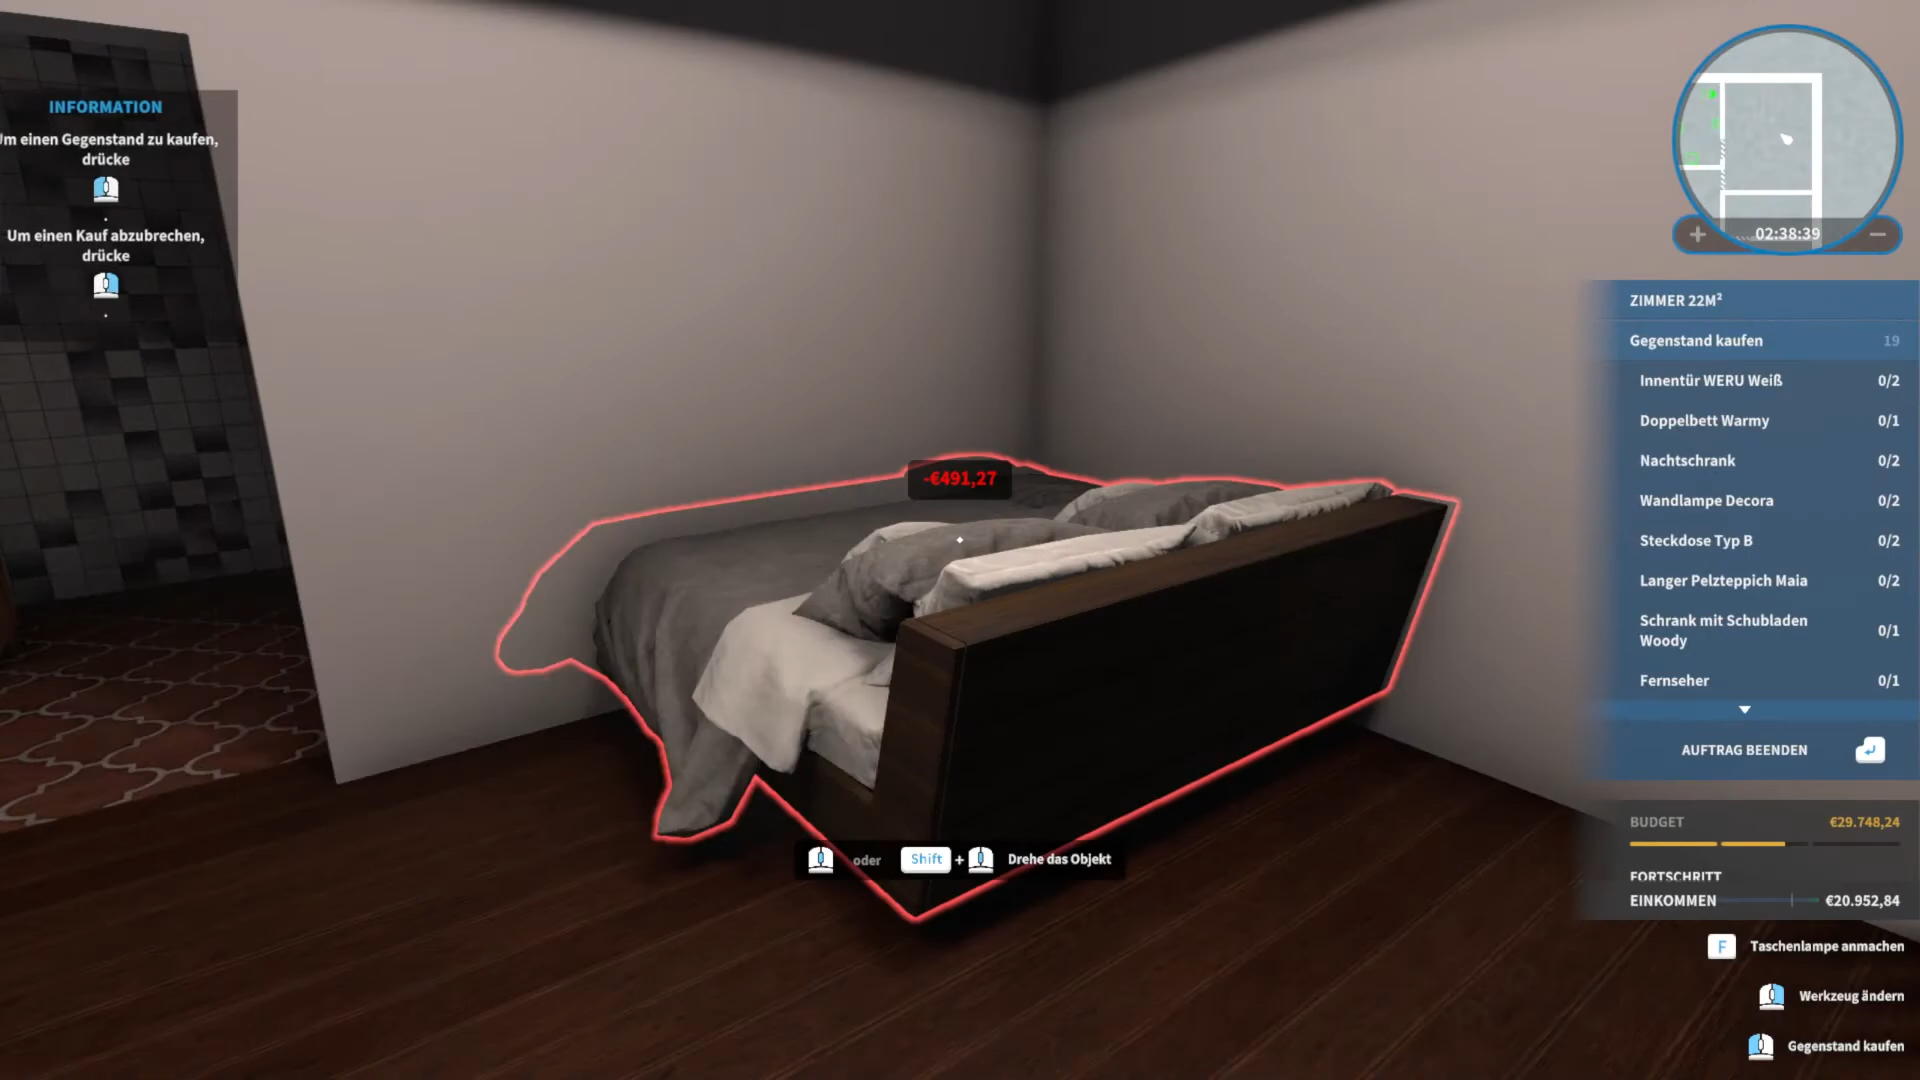 INFORMATION
Um einen Gegenstand zu kaufen,
drücke
.
Um einen Kauf abzubrechen,
drücke
.
-€491,27
oder Shift + Drehe das Objekt
+ 02:38:39 −
ZIMMER 22M²
Gegenstand kaufen 19
Innentür WERU Weiß 0/2
Doppelbett Warmy 0/1
Nachtschrank 0/2
Wandlampe Decora 0/2
Steckdose Typ B 0/2
Langer Pelzteppich Maia 0/2
Schrank mit Schubladen
Woody 0/1
Fernseher 0/1
AUFTRAG BEENDEN
BUDGET €29.748,24
FORTSCHRITT
EINKOMMEN €20.952,84
F Taschenlampe anmachen
Werkzeug ändern
Gegenstand kaufen